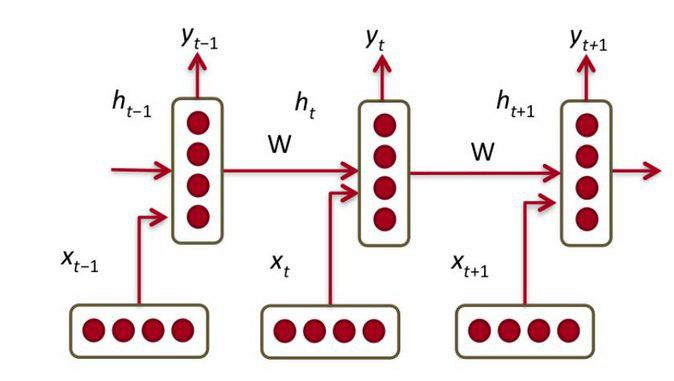 y_{t−1} y_t y_{t+1}
h_{t−1} h_t h_{t+1}
W W
x_{t−1} x_t x_{t+1}